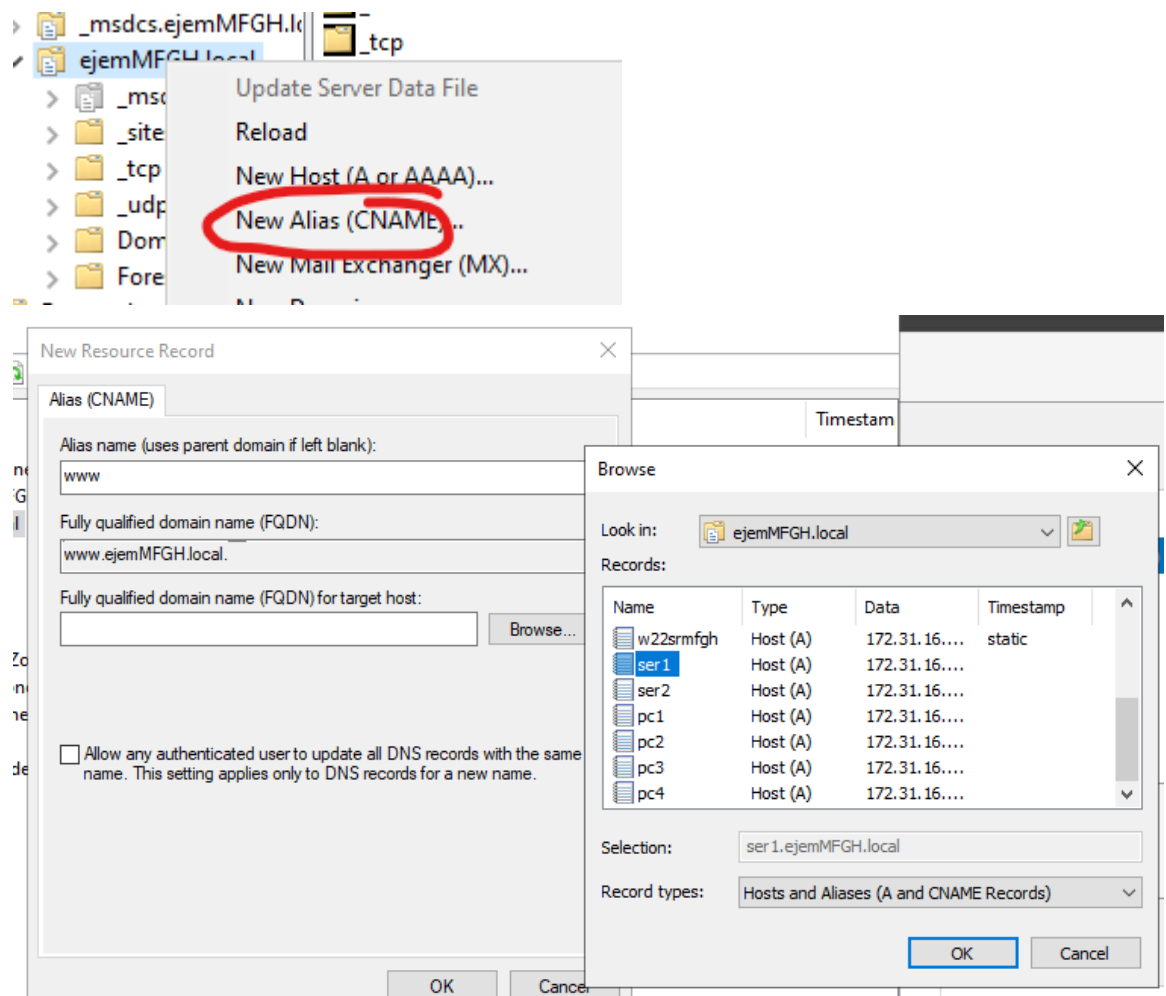 _msdcs.ejemMFGH.l
_tcp
ejemMFGH.local
Update Server Data File
_sites
Reload
_tcp
New Host (A or AAAA)...
_udp
New Alias (CNAME)...
Dom
New Mail Exchanger (MX)...
Fore
New Resource Record
Alias (CNAME)
Timestam
Alias name (uses parent domain if left blank):
www
Browse
Fully qualified domain name (FQDN):
www.ejemMFGH.local.
Look in:
ejemMFGH.local
Records:
Fully qualified domain name (FQDN) for target host:
Browse...
Name Type Data Timestamp
w22srmfgh Host (A) 172.31.16.... static
ser1 Host (A) 172.31.16....
ser2 Host (A) 172.31.16....
pc1 Host (A) 172.31.16....
pc2 Host (A) 172.31.16....
pc3 Host (A) 172.31.16....
pc4 Host (A) 172.31.16....
Allow any authenticated user to update all DNS records with the same
name. This setting applies only to DNS records for a new name.
Selection:
ser1.ejemMFGH.local
Record types:
Hosts and Aliases (A and CNAME Records)
OK
Cancel
OK
Cancel